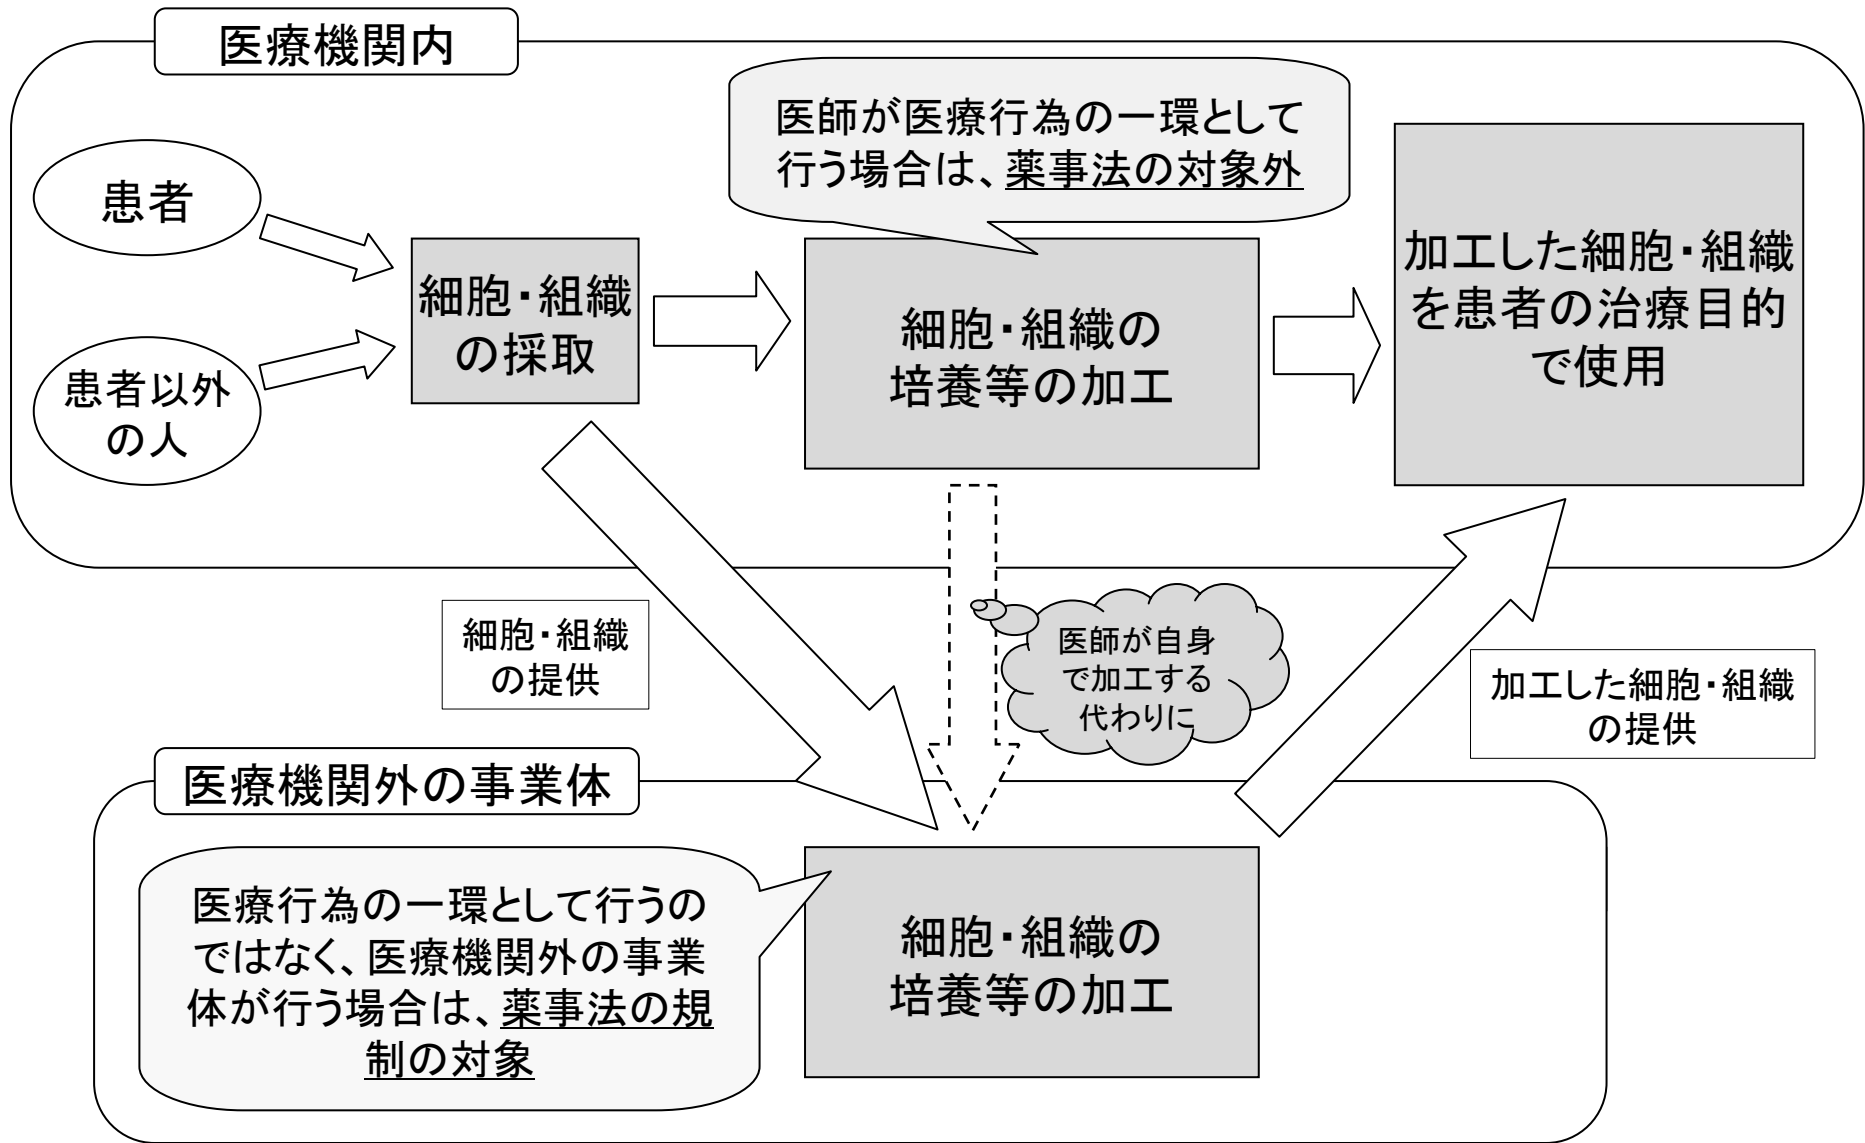 医療機関内
医師が医療行為の一環として
行う場合は、薬事法の対象外
患者
患者以外
の人
細胞・組織
の採取
細胞・組織の
培養等の加工
加工した細胞・組織
を患者の治療目的
で使用
細胞・組織
の提供
医師が自身
で加工する
代わりに
加工した細胞・組織
の提供
医療機関外の事業体
医療行為の一環として行うの
ではなく、医療機関外の事業
体が行う場合は、薬事法の規
制の対象
細胞・組織の
培養等の加工